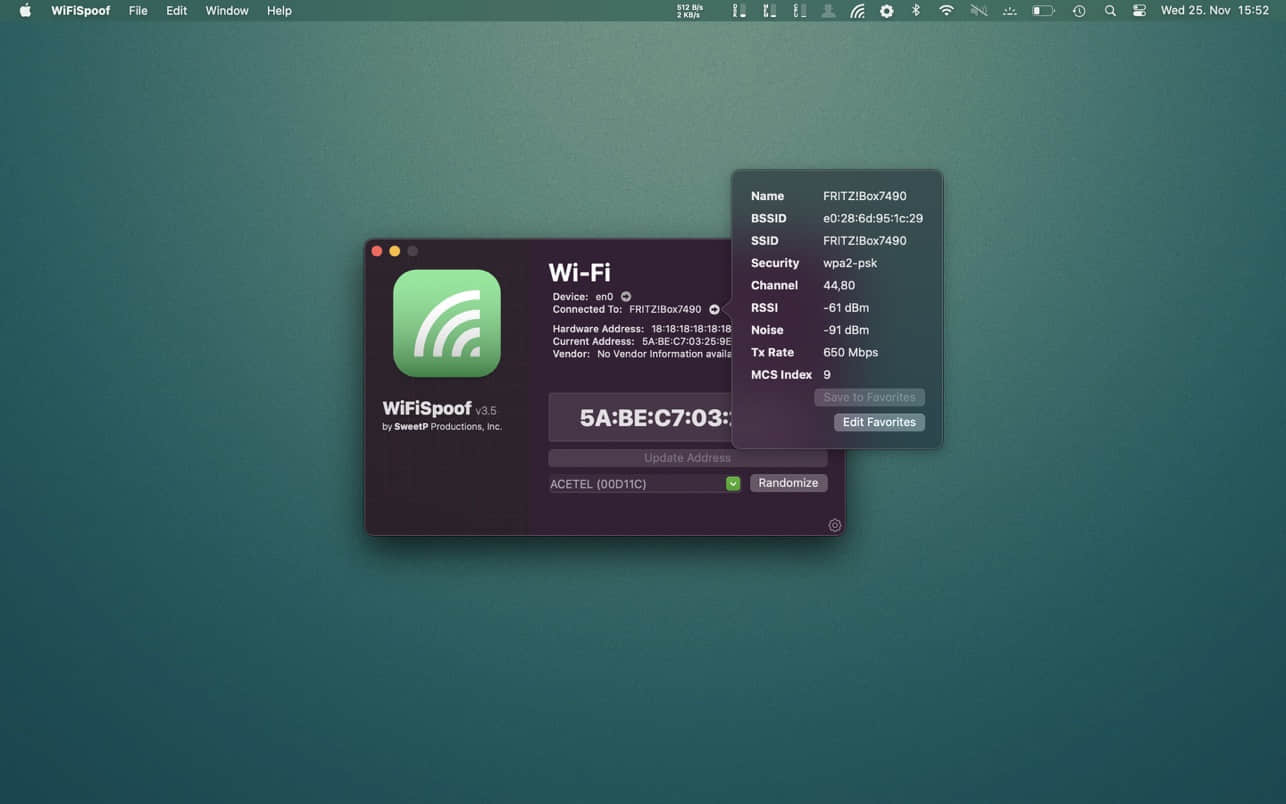 WiFiSpoof File Edit Window Help
512 B/s
2 KB/s
Wed 25. Nov 15:52
Wi-Fi
Device: en0
Connected To: FRITZ!Box7490
Hardware Address: 18:18:18:18:18:18
Current Address: 5A:BE:C7:03:25:9E
Vendor: No Vendor Information availa
WiFiSpoof v3.5
by SweetP Productions, Inc.
5A:BE:C7:03:
Update Address
ACETEL (00D11C)
Randomize
Name FRITZ!Box7490
BSSID e0:28:6d:95:1c:29
SSID FRITZ!Box7490
Security wpa2-psk
Channel 44,80
RSSI -61 dBm
Noise -91 dBm
Tx Rate 650 Mbps
MCS Index 9
Save to Favorites
Edit Favorites